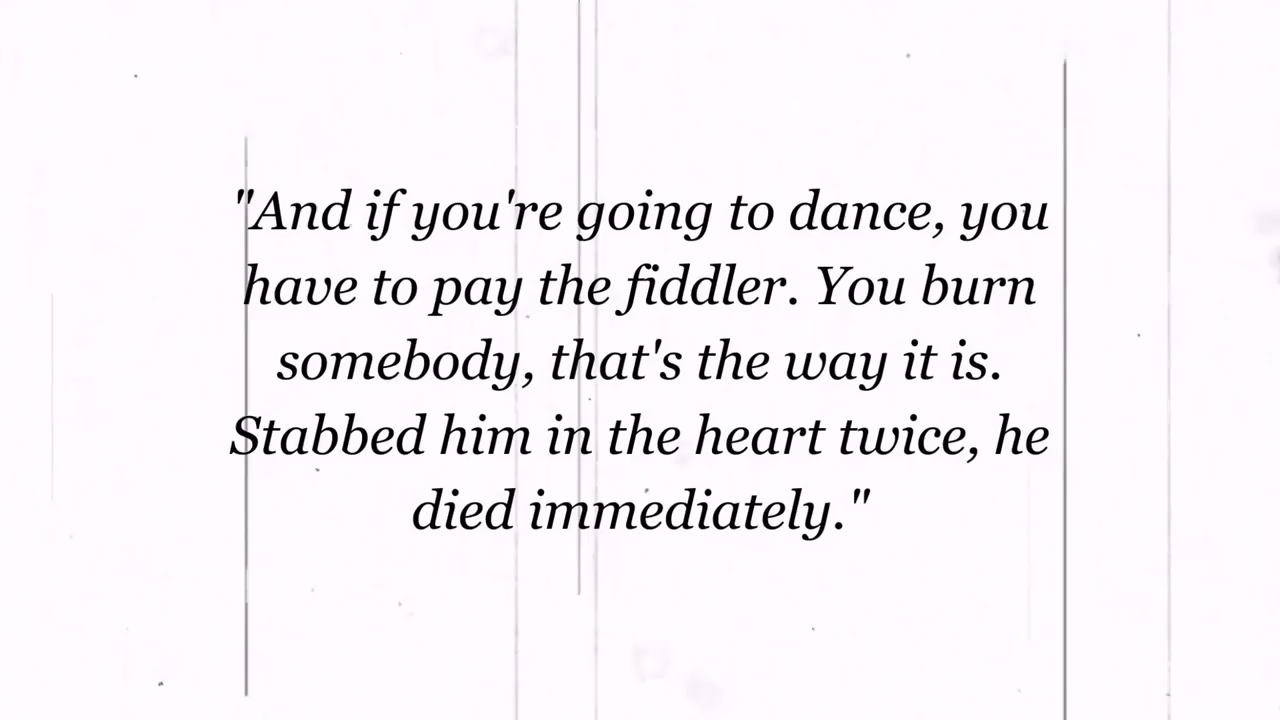 "And if you're going to dance, you
have to pay the fiddler. You burn
somebody, that's the way it is.
Stabbed him in the heart twice, he
died immediately."